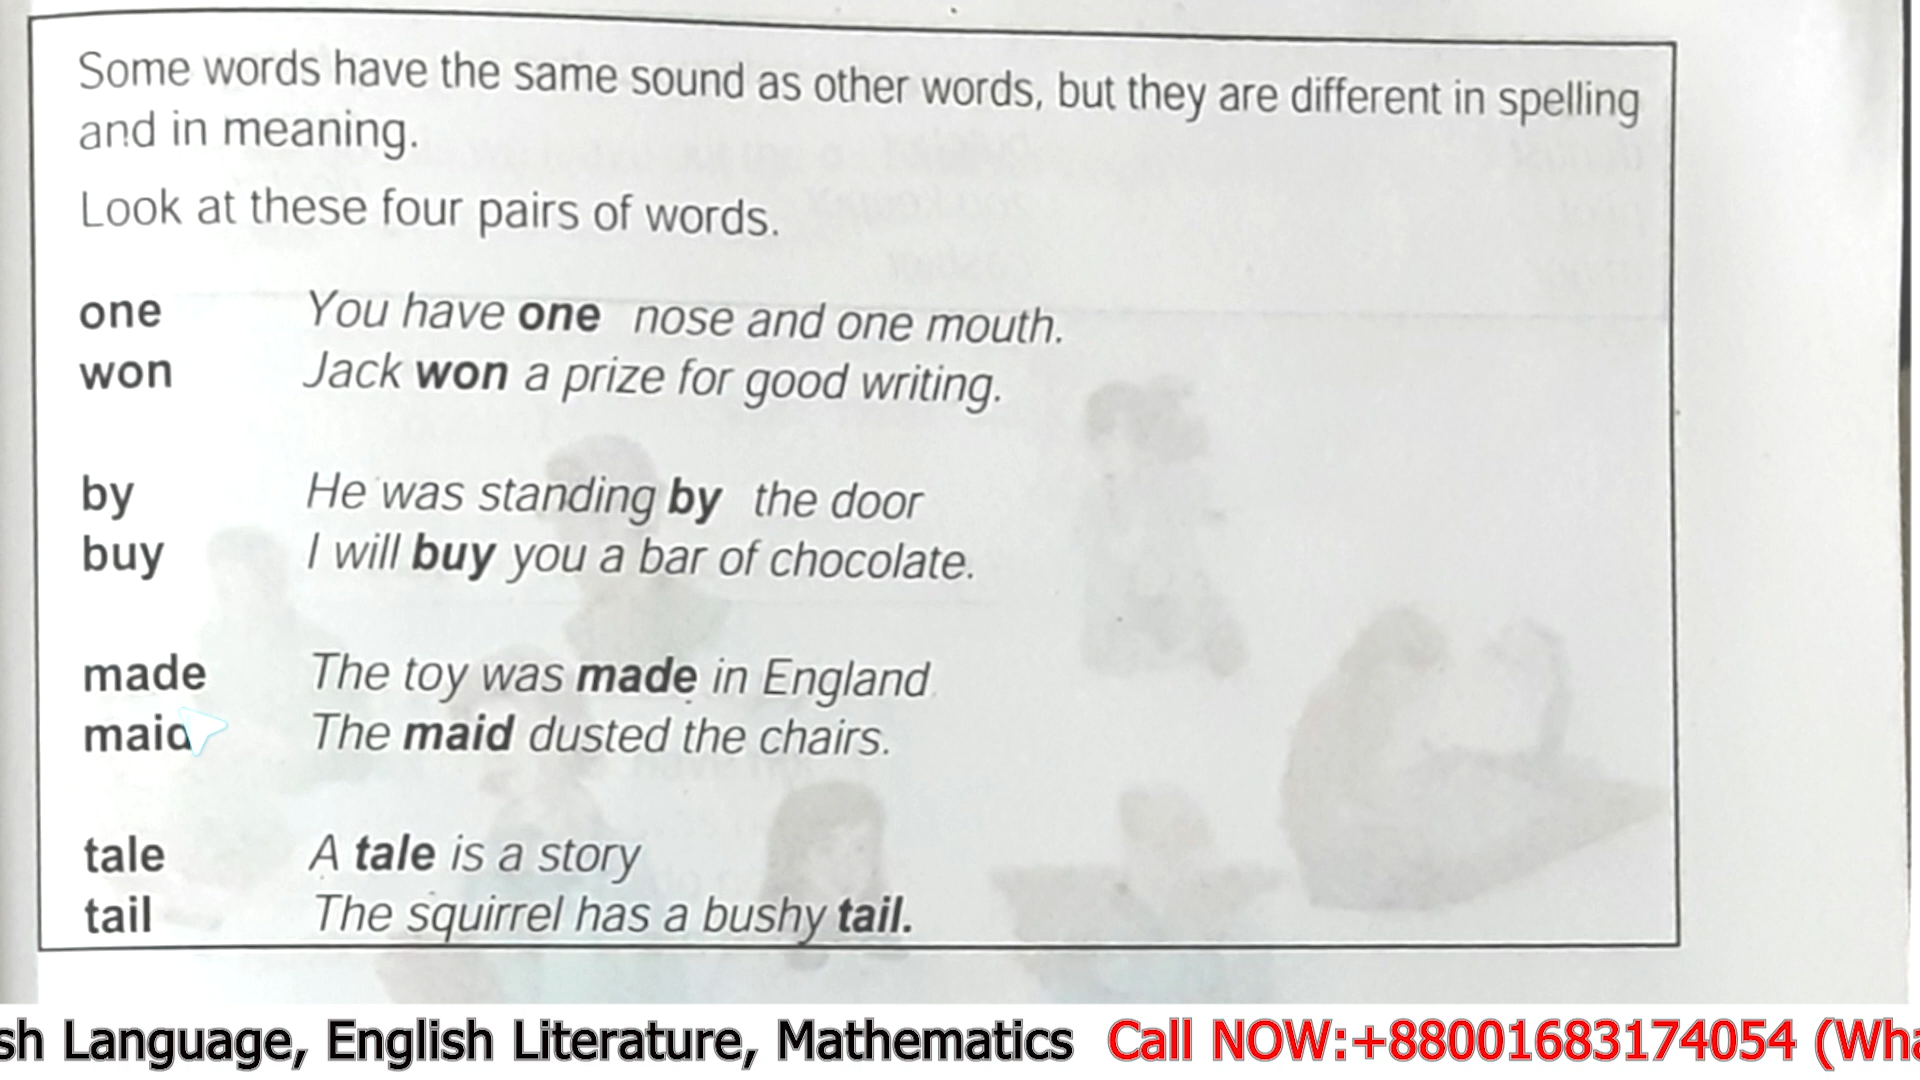 Some words have the same sound as other words, but they are different in spelling
and in meaning.
Look at these four pairs of words.
one You have one nose and one mouth.
won Jack won a prize for good writing.
by He was standing by the door
buy I will buy you a bar of chocolate.
made The toy was made in England
maid The maid dusted the chairs.
tale A tale is a story
tail The squirrel has a bushy tail.
sh Language, English Literature, Mathematics Call NOW:+88001683174054 (Wha